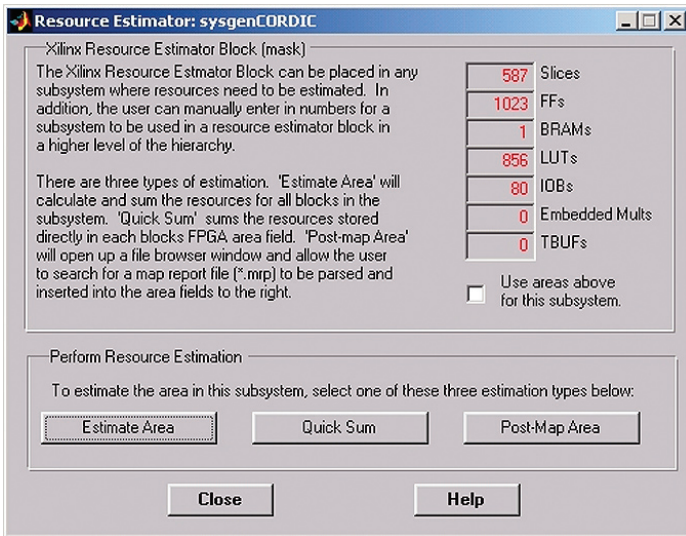 Resource Estimator: sysgenCORDIC
Xilinx Resource Estimator Block (mask)
The Xilinx Resource Estmator Block can be placed in any
subsystem where resources need to be estimated. In
addition, the user can manually enter in numbers for a
subsystem to be used in a resource estimator block in
a higher level of the hierarchy.
There are three types of estimation. 'Estimate Area' will
calculate and sum the resources for all blocks in the
subsystem. 'Quick Sum' sums the resources stored
directly in each blocks FPGA area field. 'Post-map Area'
will open up a file browser window and allow the user
to search for a map report file (*.mrp) to be parsed and
inserted into the area fields to the right.
587 Slices
1023 FFs
1 BRAMs
856 LUTs
80 IOBs
0 Embedded Mults
0 TBUFs
Use areas above
for this subsystem.
Perform Resource Estimation
To estimate the area in this subsystem, select one of these three estimation types below:
Estimate Area Quick Sum Post-Map Area
Close Help